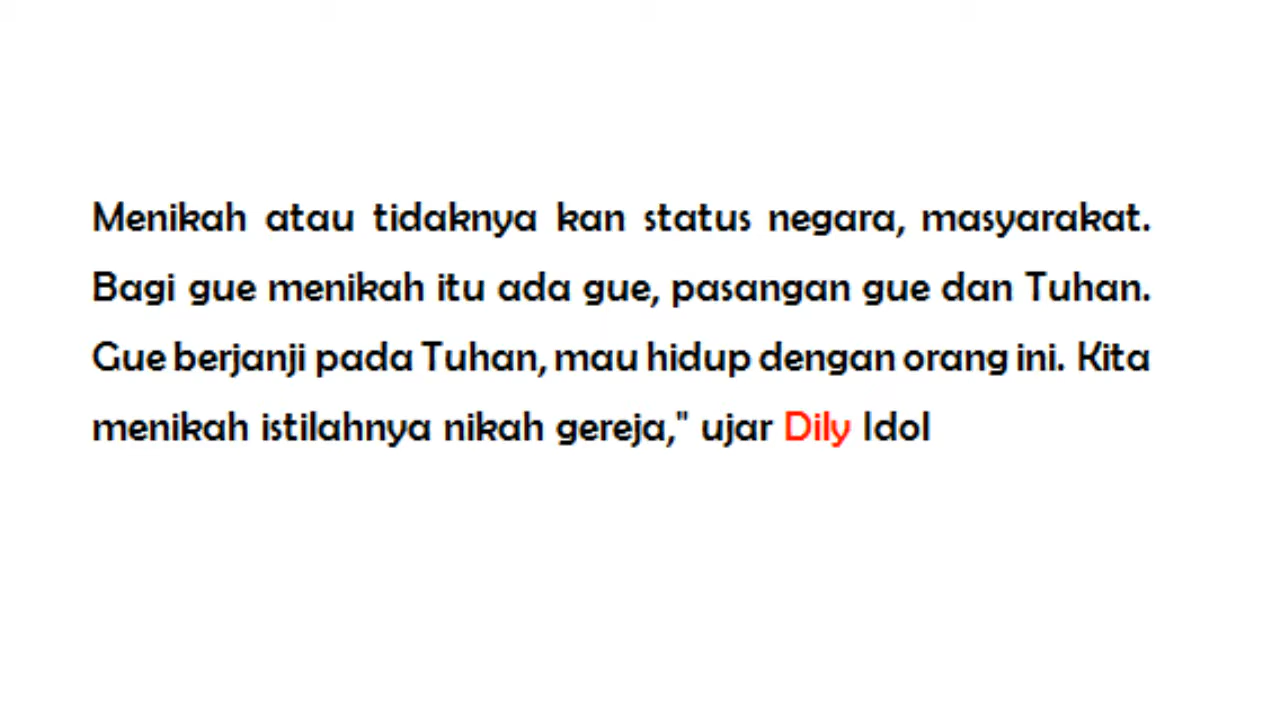 Menikah atau tidaknya kan status negara, masyarakat.
Bagi gue menikah itu ada gue, pasangan gue dan Tuhan.
Gue berjanji pada Tuhan, mau hidup dengan orang ini. Kita
menikah istilahnya nikah gereja," ujar Dily Idol